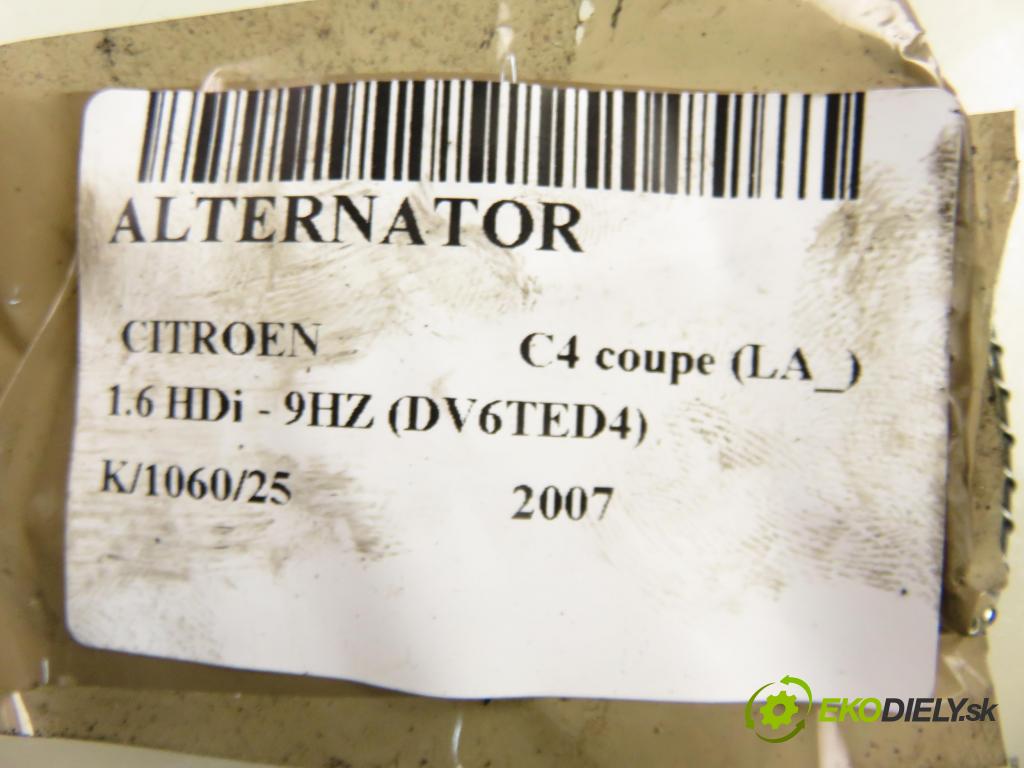 ALTERNATOR
CITROEN C4 coupe (LA_)
1.6 HDi - 9HZ (DV6TED4)
K/1060/25 2007
EKODIELY.sk